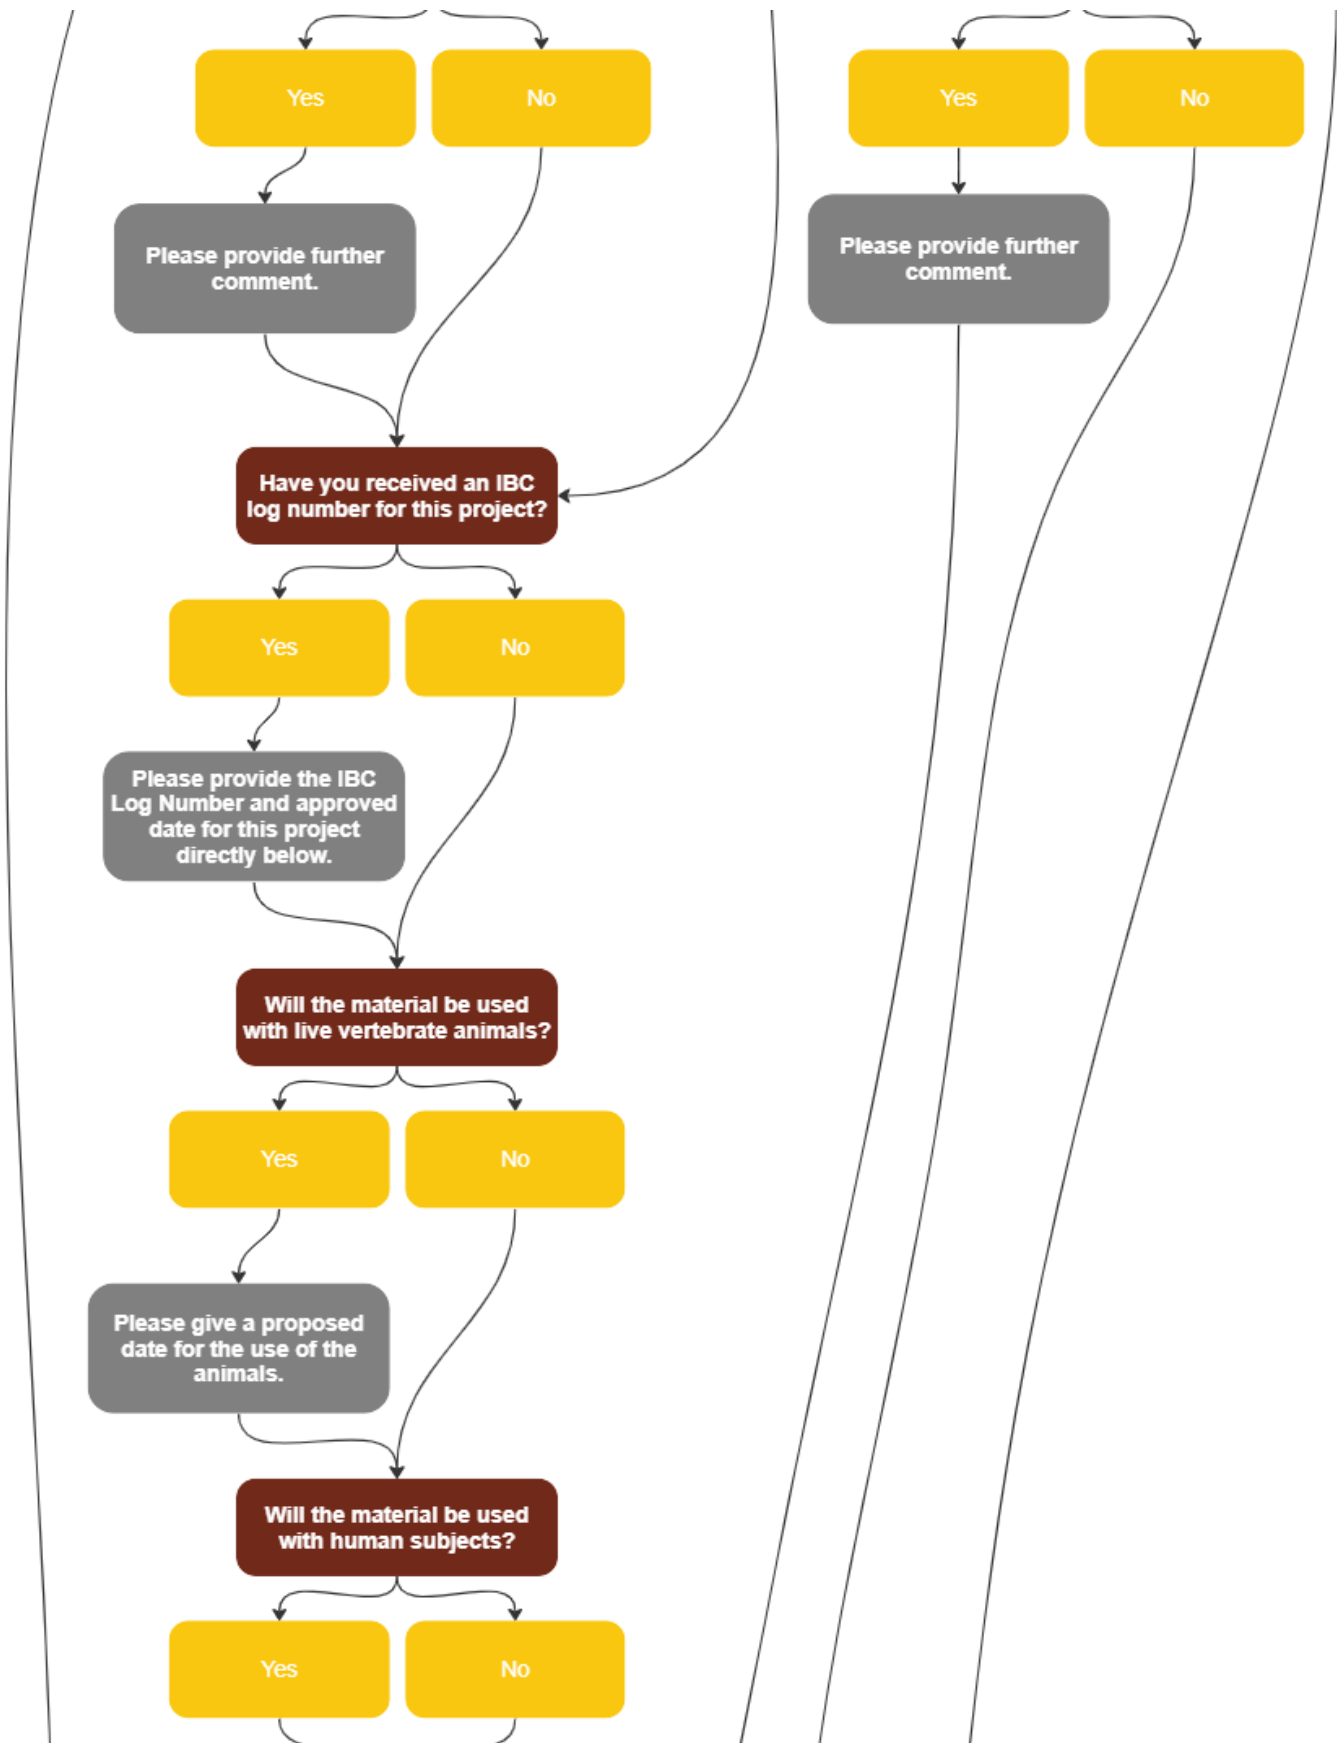 Yes
No
Yes
No
Please provide further
comment.
Please provide further
comment.
Have you received an IBC
log number for this project?
Yes
No
Please provide the IBC
Log Number and approved
date for this project
directly below.
Will the material be used
with live vertebrate animals?
Yes
No
Please give a proposed
date for the use of the
animals.
Will the material be used
with human subjects?
Yes
No